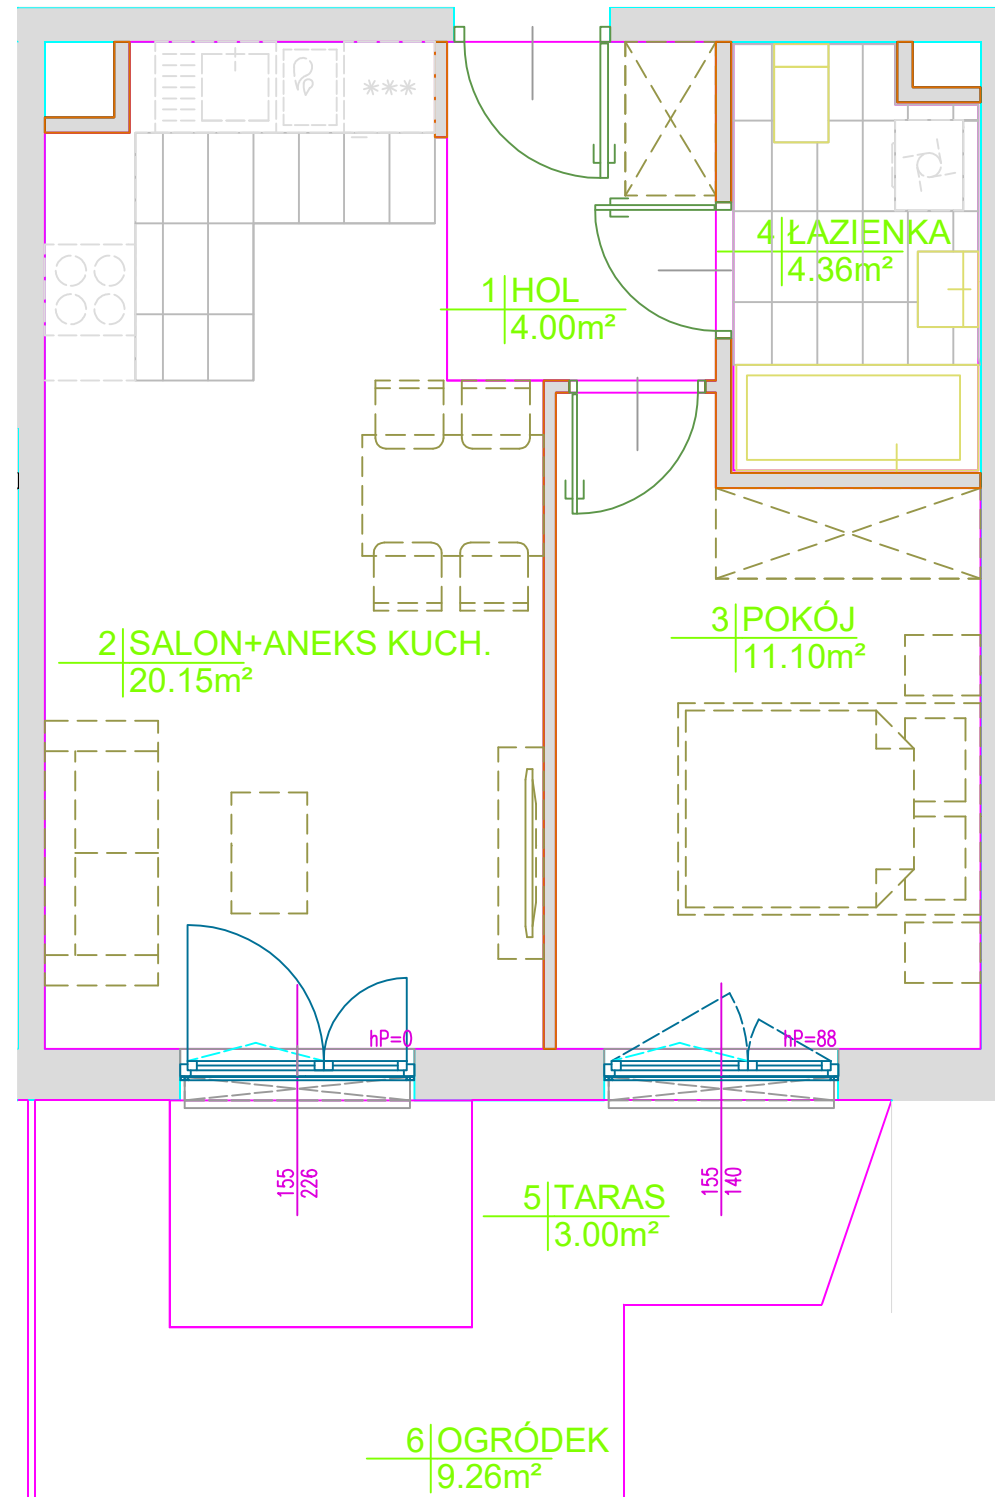 4 ŁAZIENKA
4.36m²
1 HOL
4.00m²
3 POKÓJ
11.10m²
2 SALON+ANEKS KUCH.
20.15m²
hP=0
hP=88
155
226
155
140
5 TARAS
3.00m²
6 OGRÓDEK
9.26m²